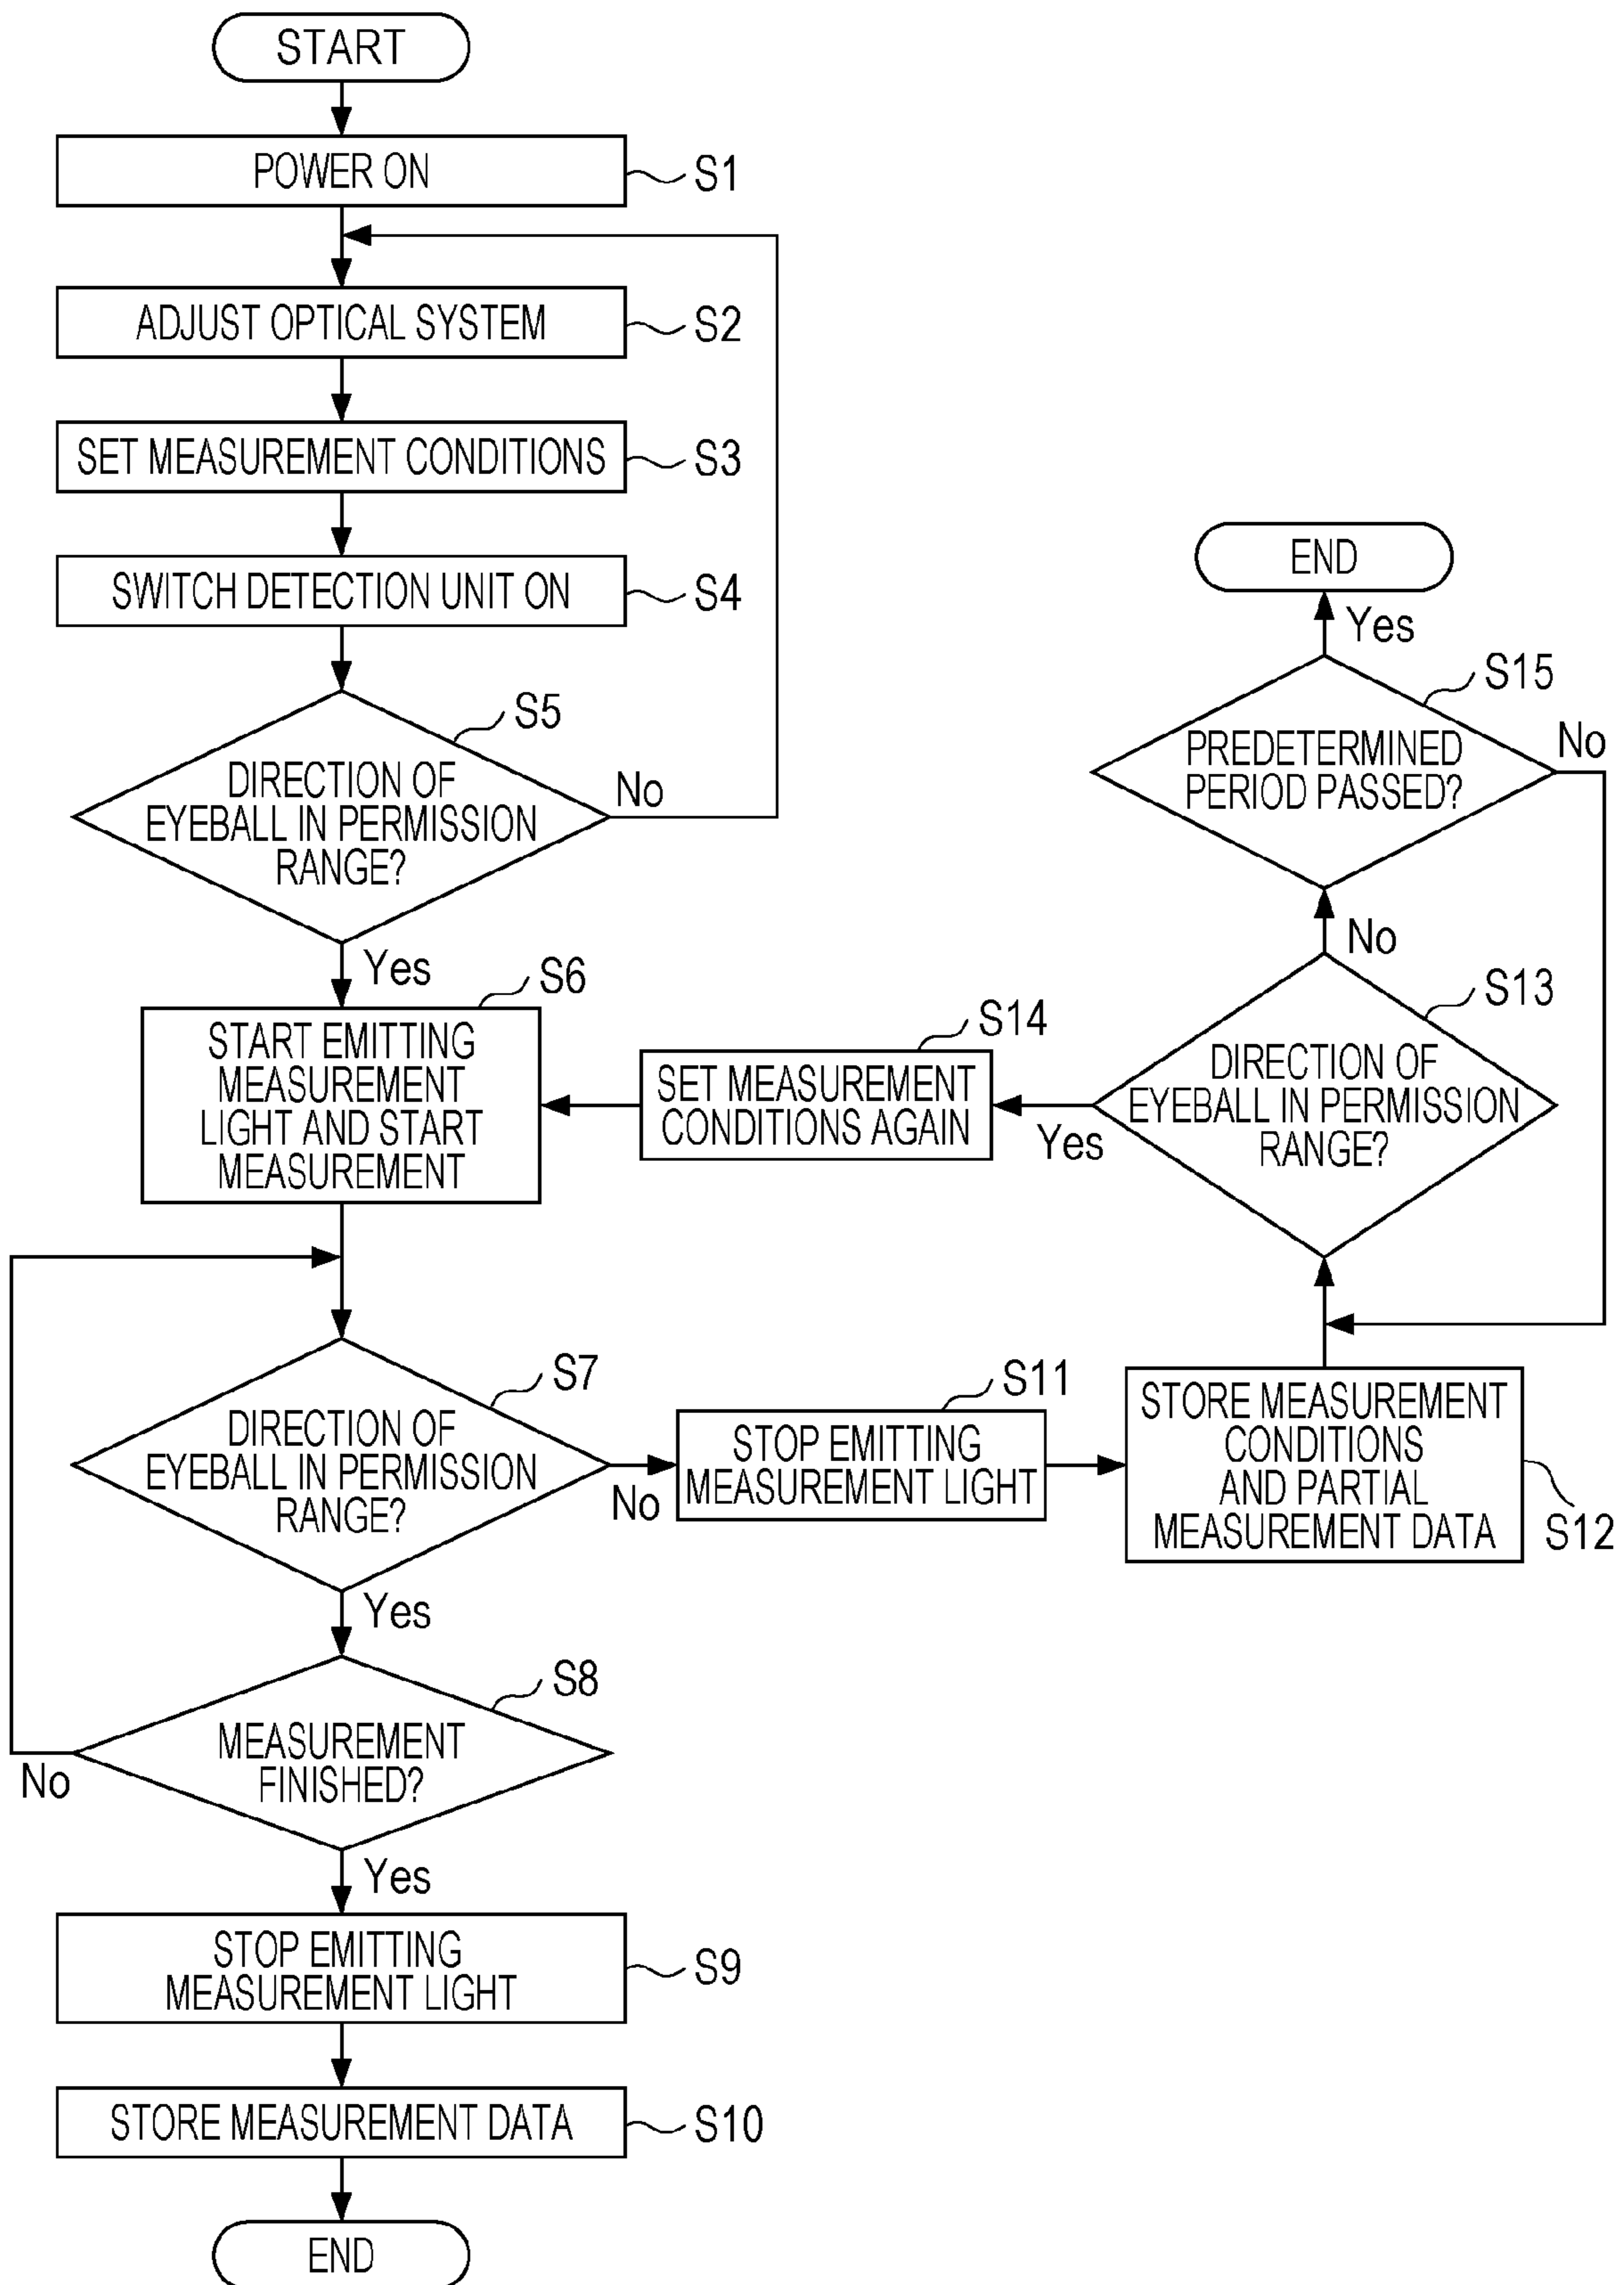 START
POWER ON
S1
ADJUST OPTICAL SYSTEM
S2
SET MEASUREMENT CONDITIONS
S3
SWITCH DETECTION UNIT ON
S4
S5
DIRECTION OF
EYEBALL IN PERMISSION
RANGE?
No
Yes
S6
START EMITTING
MEASUREMENT
LIGHT AND START
MEASUREMENT
S7
DIRECTION OF
EYEBALL IN PERMISSION
RANGE?
No
Yes
S8
MEASUREMENT
FINISHED?
No
Yes
STOP EMITTING
MEASUREMENT LIGHT
S9
STORE MEASUREMENT DATA
S10
END
S11
STOP EMITTING
MEASUREMENT LIGHT
STORE MEASUREMENT
CONDITIONS
AND PARTIAL
MEASUREMENT DATA
S12
S13
DIRECTION OF
EYEBALL IN PERMISSION
RANGE?
Yes
No
S14
SET MEASUREMENT
CONDITIONS AGAIN
S15
PREDETERMINED
PERIOD PASSED?
No
Yes
END